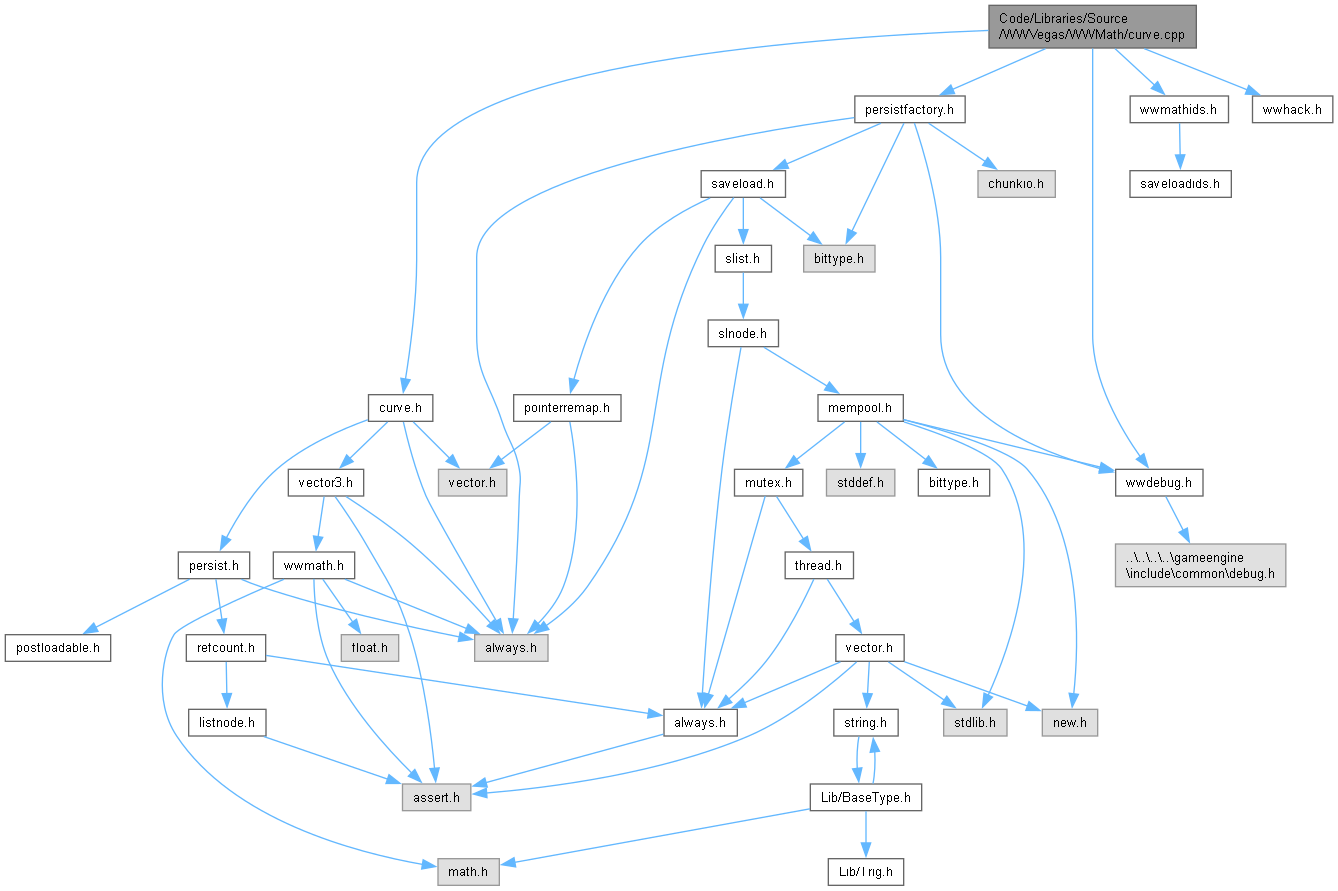 Code/Libraries/Source
/WWVegas/WWMath/curve.cpp
persistfactory.h
wwmathids.h
wwhack.h
saveload.h
chunkio.h
saveloadids.h
slist.h
bittype.h
slnode.h
curve.h
pointerremap.h
mempool.h
vector3.h
vector.h
mutex.h
stddef.h
bittype.h
wwdebug.h
persist.h
wwmath.h
thread.h
..\..\..\..\gameengine
\include\common\debug.h
postloadable.h
refcount.h
float.h
always.h
vector.h
listnode.h
always.h
string.h
stdlib.h
new.h
assert.h
Lib/BaseType.h
math.h
Lib/Trig.h